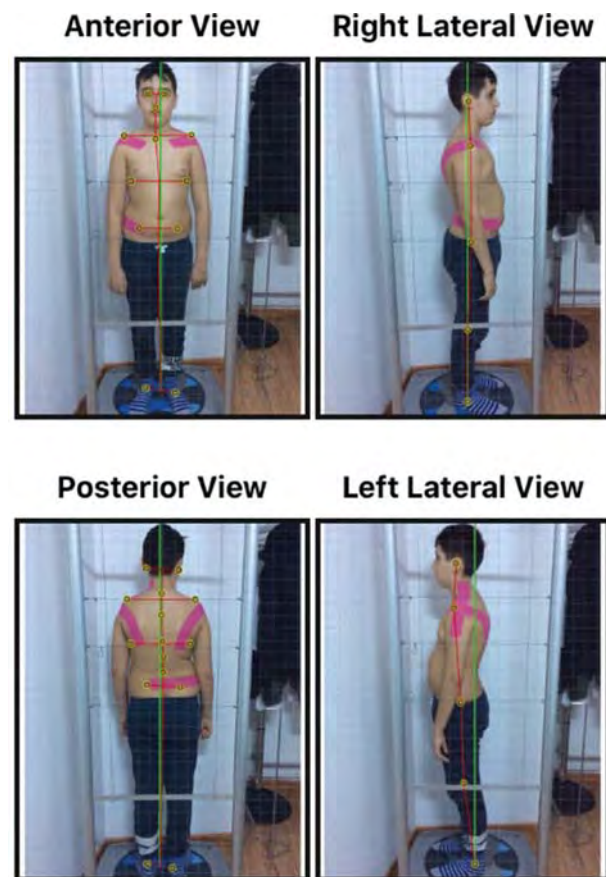 Anterior View
Right Lateral View
Posterior View
Left Lateral View